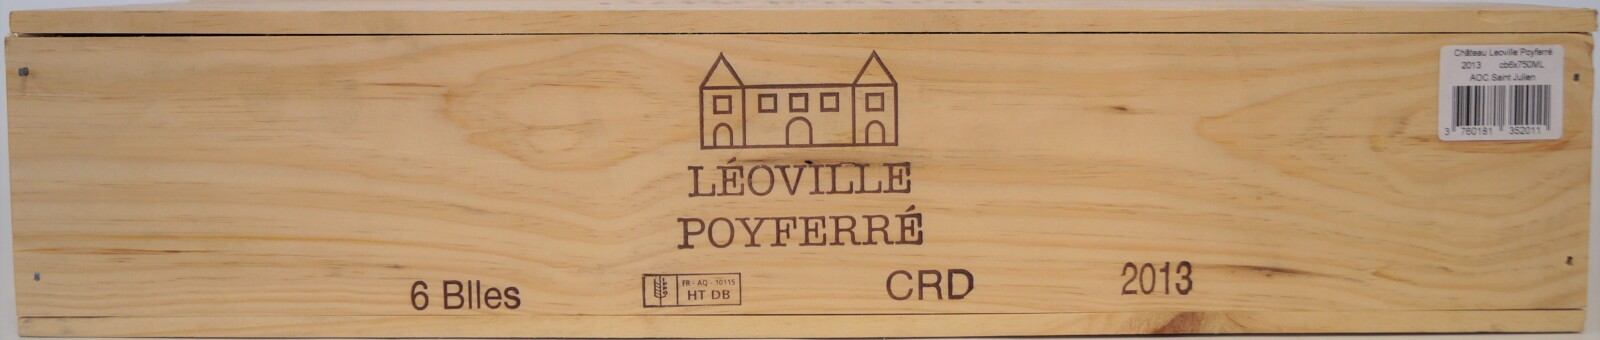 Château Leoville Poyferré
2013 cb6x750ML
AOC Saint Julien
3 760181 352011
LÉOVILLE
POYFERRÉ
6 Blles
FR - AQ - 10115
HT DB
CRD
2013